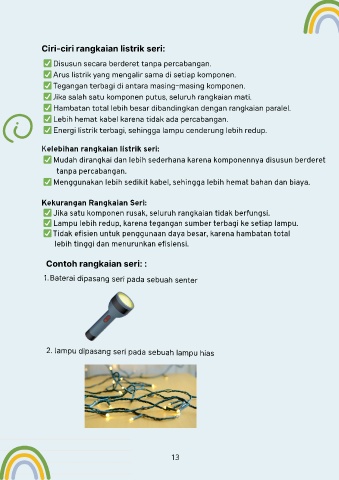 Ciri-ciri rangkaian listrik seri:
✅ Disusun secara berderet tanpa percabangan.
✅ Arus listrik yang mengalir sama di setiap komponen.
✅ Tegangan terbagi di antara masing-masing komponen.
✅ Jika salah satu komponen putus, seluruh rangkaian mati.
✅ Hambatan total lebih besar dibandingkan dengan rangkaian paralel.
✅ Lebih hemat kabel karena tidak ada percabangan.
✅ Energi listrik terbagi, sehingga lampu cenderung lebih redup.
Kelebihan rangkaian listrik seri:
✅ Mudah dirangkai dan lebih sederhana karena komponennya disusun berderet
tanpa percabangan.
✅ Menggunakan lebih sedikit kabel, sehingga lebih hemat bahan dan biaya.
Kekurangan Rangkaian Seri:
✅ Jika satu komponen rusak, seluruh rangkaian tidak berfungsi.
✅ Lampu lebih redup, karena tegangan sumber terbagi ke setiap lampu.
✅ Tidak efisien untuk penggunaan daya besar, karena hambatan total
lebih tinggi dan menurunkan efisiensi.
Contoh rangkaian seri: :
1.Baterai dipasang seri pada sebuah senter
2. lampu dipasang seri pada sebuah lampu hias
13